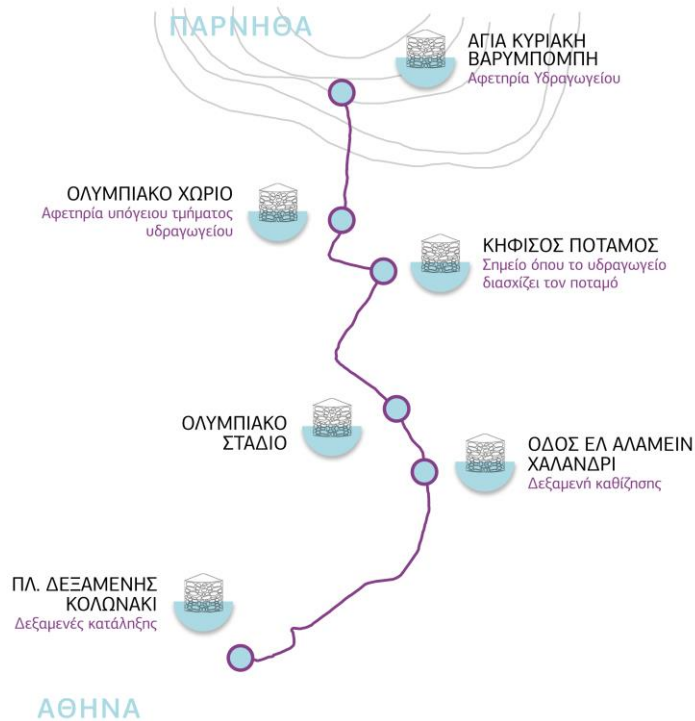 ΠΑΡΝΗΘΑ
ΑΓΙΑ ΚΥΡΙΑΚΗ
ΒΑΡΥΜΠΟΜΠΗ
Αφετηρία Υδραγωγείου
ΟΛΥΜΠΙΑΚΟ ΧΩΡΙΟ
Αφετηρία υπόγειου τμήματος
υδραγωγείου
ΚΗΦΙΣΟΣ ΠΟΤΑΜΟΣ
Σημείο όπου το υδραγωγείο
διασχίζει τον ποταμό
ΟΛΥΜΠΙΑΚΟ
ΣΤΑΔΙΟ
ΟΔΟΣ ΕΛ ΑΛΑΜΕΙΝ
ΧΑΛΑΝΔΡΙ
Δεξαμενή καθίζησης
ΠΛ. ΔΕΞΑΜΕΝΗΣ
ΚΟΛΩΝΑΚΙ
Δεξαμενές κατάληξης
ΑΘΗΝΑ